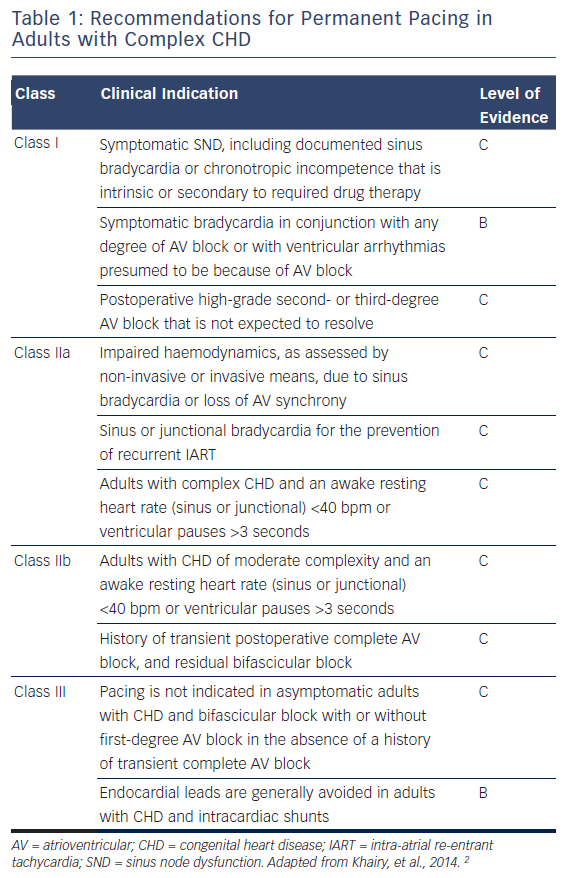 Table 1: Recommendations for Permanent Pacing in
Adults with Complex CHD
Class Clinical Indication Level of
Evidence
Class I Symptomatic SND, including documented sinus C
bradycardia or chronotropic incompetence that is
intrinsic or secondary to required drug therapy
Symptomatic bradycardia in conjunction with any B
degree of AV block or with ventricular arrhythmias
presumed to be because of AV block
Postoperative high-grade second- or third-degree C
AV block that is not expected to resolve
Class IIa Impaired haemodynamics, as assessed by C
non-invasive or invasive means, due to sinus
bradycardia or loss of AV synchrony
Sinus or junctional bradycardia for the prevention C
of recurrent IART
Adults with complex CHD and an awake resting C
heart rate (sinus or junctional) <40 bpm or
ventricular pauses >3 seconds
Class IIb Adults with CHD of moderate complexity and an C
awake resting heart rate (sinus or junctional)
<40 bpm or ventricular pauses >3 seconds
History of transient postoperative complete AV C
block, and residual bifascicular block
Class III Pacing is not indicated in asymptomatic adults C
with CHD and bifascicular block with or without
first-degree AV block in the absence of a history
of transient complete AV block
Endocardial leads are generally avoided in adults B
with CHD and intracardiac shunts
AV = atrioventricular; CHD = congenital heart disease; IART = intra-atrial re-entrant
tachycardia; SND = sinus node dysfunction. Adapted from Khairy, et al., 2014. 2